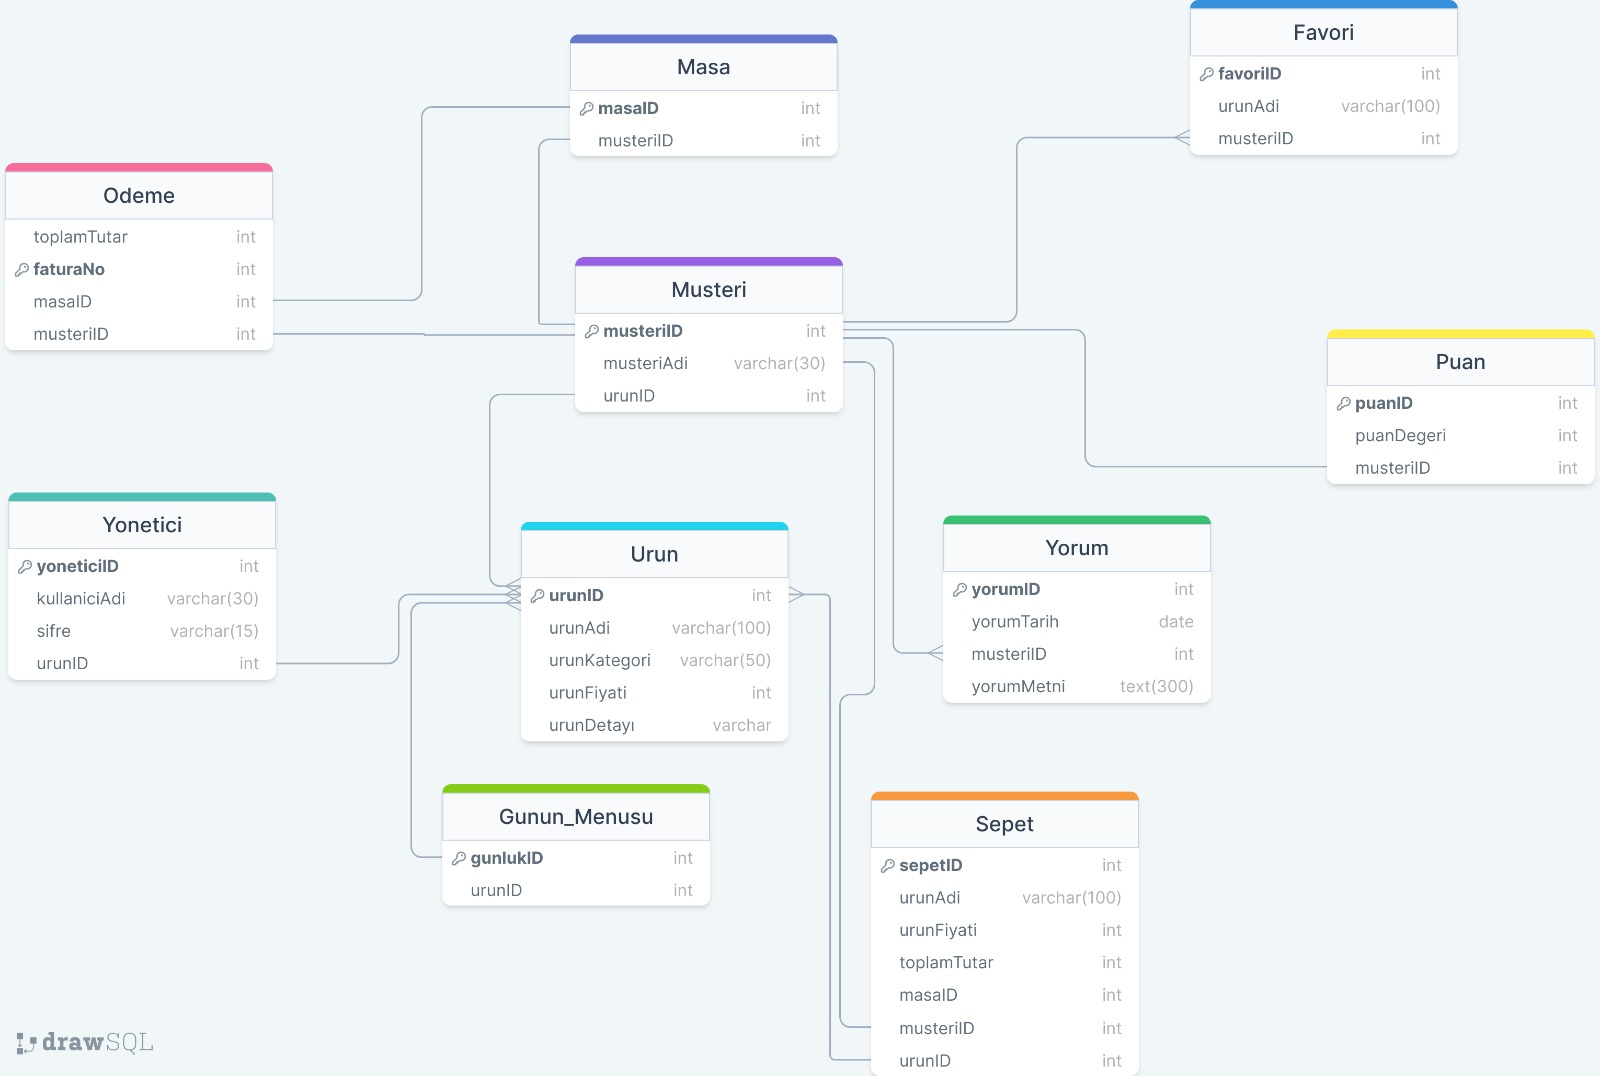 Favori
favoriID int
urunAdi varchar(100)
musteriID int
Masa
masaID int
musteriID int
Odeme
toplamTutar int
faturaNo int
masaID int
musteriID int
Musteri
musteriID int
musteriAdi varchar(30)
urunID int
Puan
puanID int
puanDegeri int
musteriID int
Yonetici
yoneticiID int
kullaniciAdi varchar(30)
sifre varchar(15)
urunID int
Urun
urunID int
urunAdi varchar(100)
urunKategori varchar(50)
urunFiyati int
urunDetayı varchar
Yorum
yorumID int
yorumTarih date
musteriID int
yorumMetni text(300)
Gunun_Menusu
gunlukID int
urunID int
Sepet
sepetID int
urunAdi varchar(100)
urunFiyati int
toplamTutar int
masaID int
musteriID int
urunID int
drawSQL